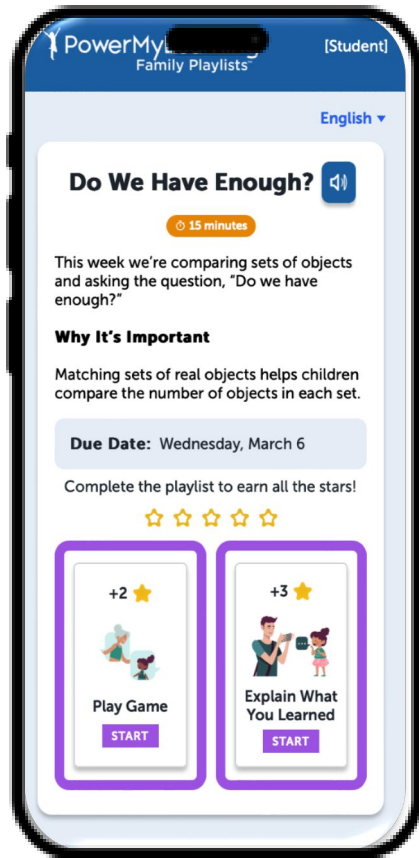 [Student]
Family Playlists
English
Do We Have Enough?
15 minutes
This week we're comparing sets of objects
and asking the question, "Do we have
enough?"
Why It's Important
Matching sets of real objects helps children
compare the number of objects in each set.
Due Date: Wednesday, March 6
Complete the playlist to earn all the stars!
+2
Play Game
START
+3
Explain What
You Learned
START